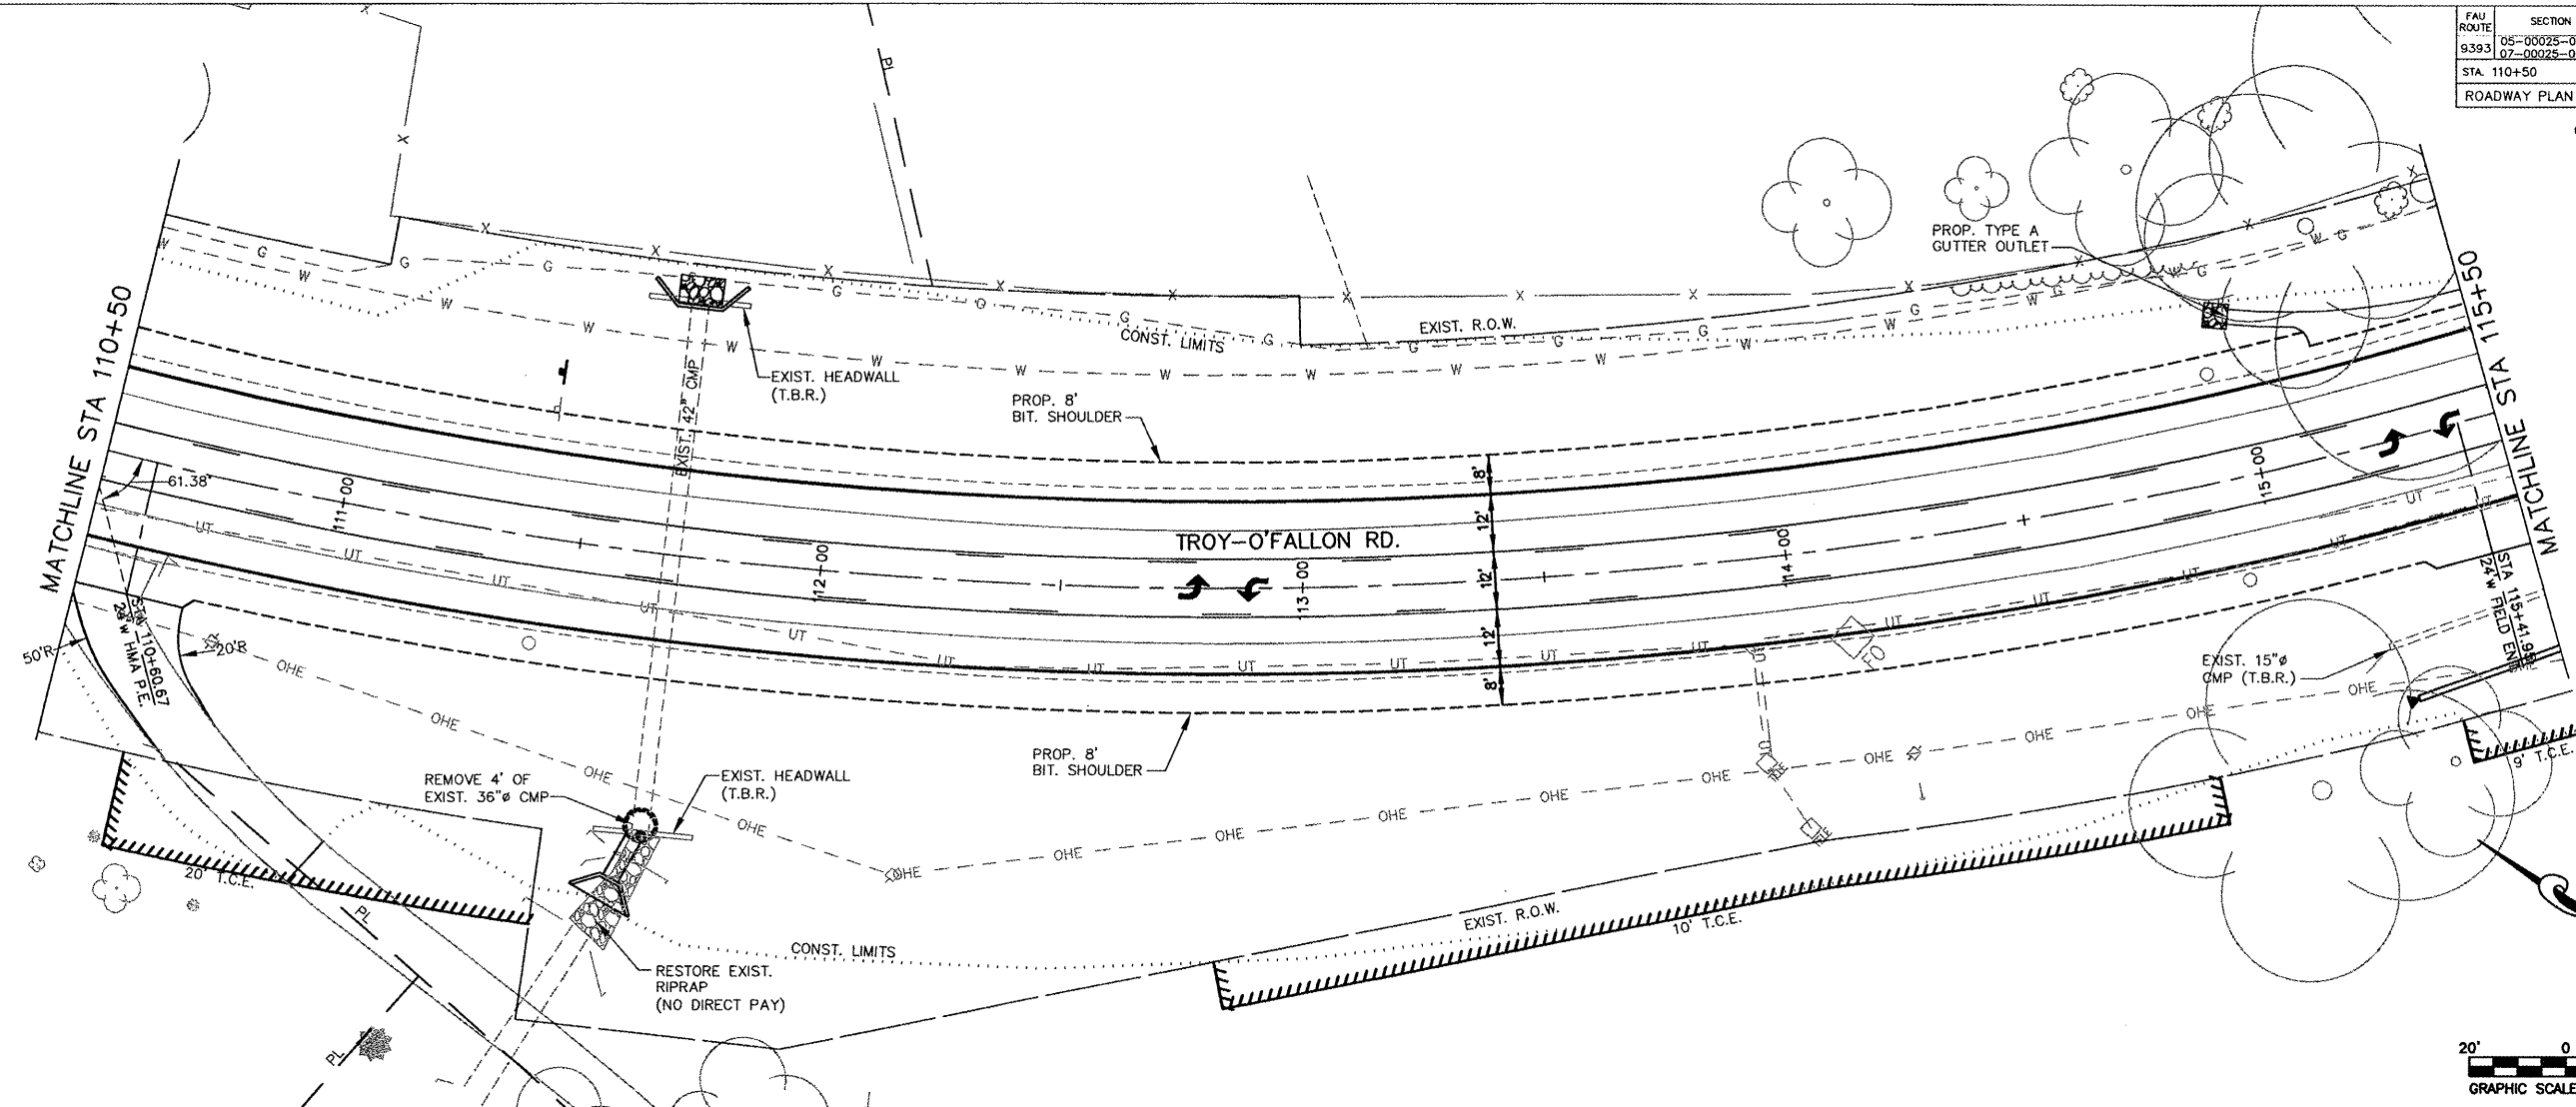 FAU
ROUTE
SECTION
9393
05-00025-0
07-00025-0
STA. 110+50
ROADWAY PLAN
PL
X
X
PROP. TYPE A
GUTTER OUTLET
MATCHLINE STA 110+50
MATCHLINE STA 115+50
EXIST. R.O.W.
CONST. LIMITS
EXIST. HEADWALL
(T.B.R.)
EXIST. 42" CMP
PROP. 8'
BIT. SHOULDER
61.38'
111+00
112+00
113+00
114+00
115+00
TROY-O'FALLON RD.
8'
12'
12'
12'
8'
UT
FO
STA 110+60.67
HMA P.E.
50'R
20'R
OHE
PROP. 8'
BIT. SHOULDER
REMOVE 4' OF
EXIST. 36"ø CMP
EXIST. HEADWALL
(T.B.R.)
20' T.C.E.
PL
PL
CONST. LIMITS
RESTORE EXIST.
RIPRAP
(NO DIRECT PAY)
EXIST. R.O.W.
10' T.C.E.
EXIST. 15"ø
CMP (T.B.R.)
24'W FIELD ENT
9' T.C.E.
20'
0
GRAPHIC SCALE